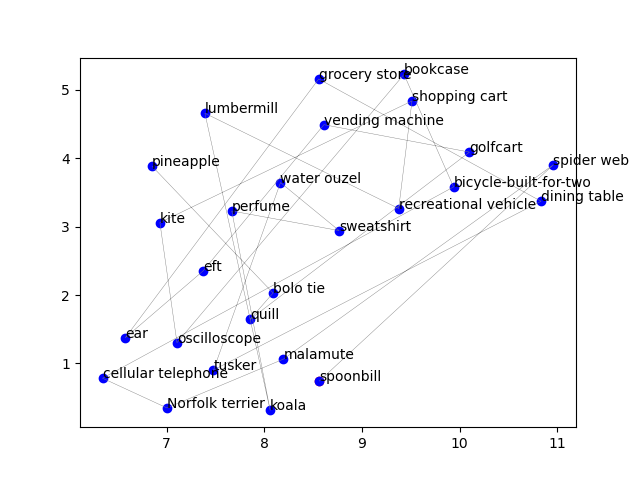 bookcase
grocery store
shopping cart
lumbermill
vending machine
golfcart
pineapple
spider web
water ouzel
bicycle-built-for-two
dining table
perfume
recreational vehicle
kite
sweatshirt
eft
bolo tie
quill
ear
oscilloscope
malamute
tusker
cellular telephone
spoonbill
Norfolk terrier
koala
5
4
3
2
1
7 8 9 10 11